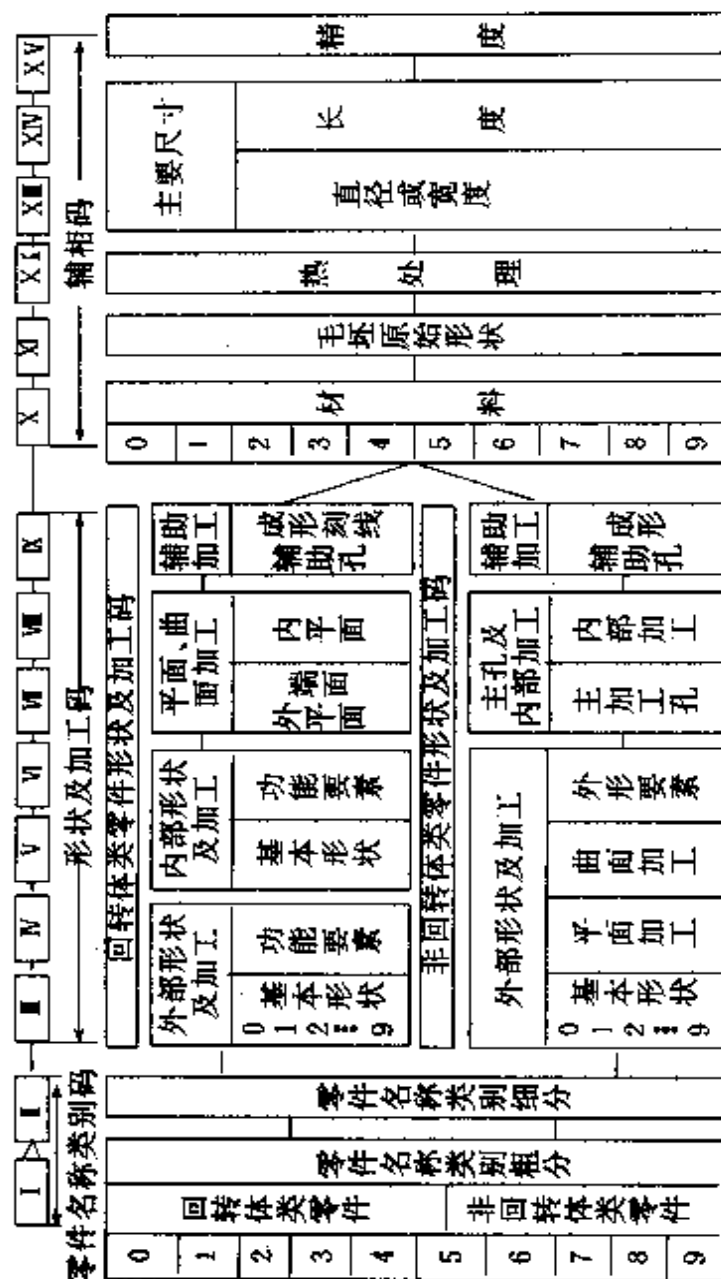 Ⅰ Ⅱ Ⅲ Ⅳ Ⅴ Ⅵ Ⅶ Ⅷ Ⅸ Ⅹ Ⅺ Ⅻ XⅢ XⅣ XⅤ
零件名称类别码 形状及加工码 辅柜码
0
1
2
3
4
5
6
7
8
9
回转体类零件
非回转体类零件
零件名称类别粗分
零件名称类别细分
回转体类零件形状及加工码
外部形状
及加工
内部形状
及加工
平面、曲
面加工
辅助
加工
基本形状
0
1
2
⋮
9
功能要素
基本形状
功能要素
外端面
平面
内平面
成形刻线
辅助孔
非回转体类零件形状及加工码
外部形状及加工
主孔及
内部加工
辅助
加工
基本形状
0
1
2
⋮
9
平面加工
曲面加工
外形要素
主加工孔
内部加工
成形
辅助孔
0
1
2
3
4
5
6
7
8
9
材料
毛坯原始形状
热处理
主要尺寸
直径或宽度
长度
精度